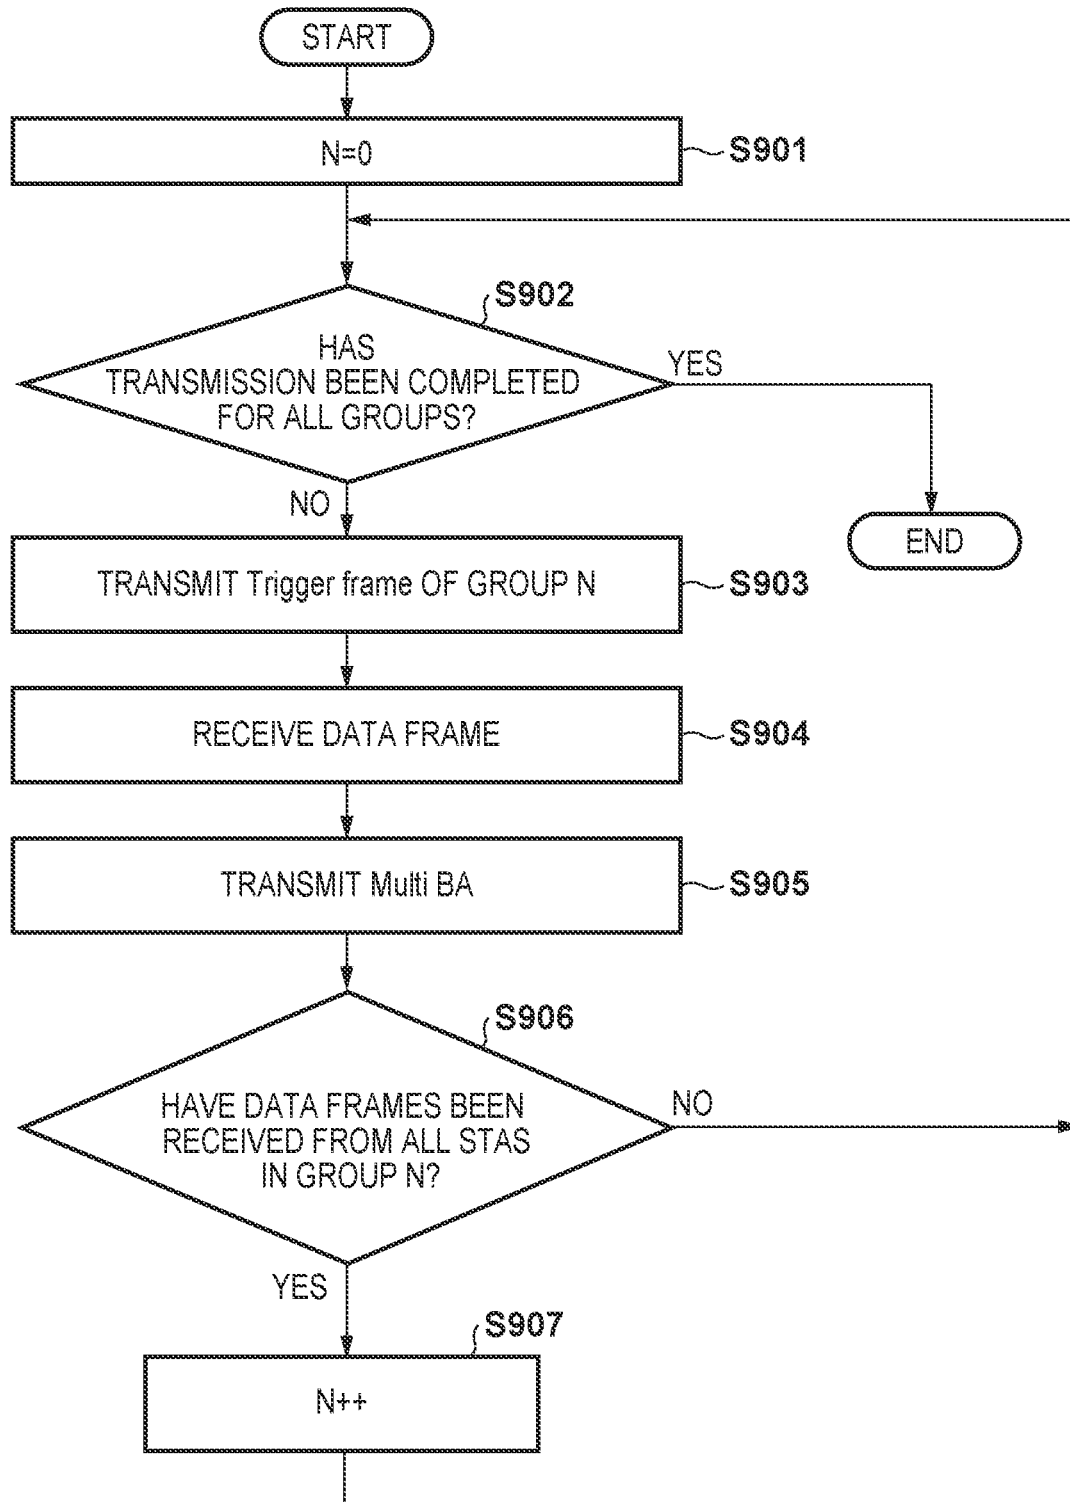 START
N=0
S901
S902
HAS
TRANSMISSION BEEN COMPLETED
FOR ALL GROUPS?
YES
NO
END
TRANSMIT Trigger frame OF GROUP N
S903
RECEIVE DATA FRAME
S904
TRANSMIT Multi BA
S905
S906
HAVE DATA FRAMES BEEN
RECEIVED FROM ALL STAS
IN GROUP N?
NO
YES
S907
N++